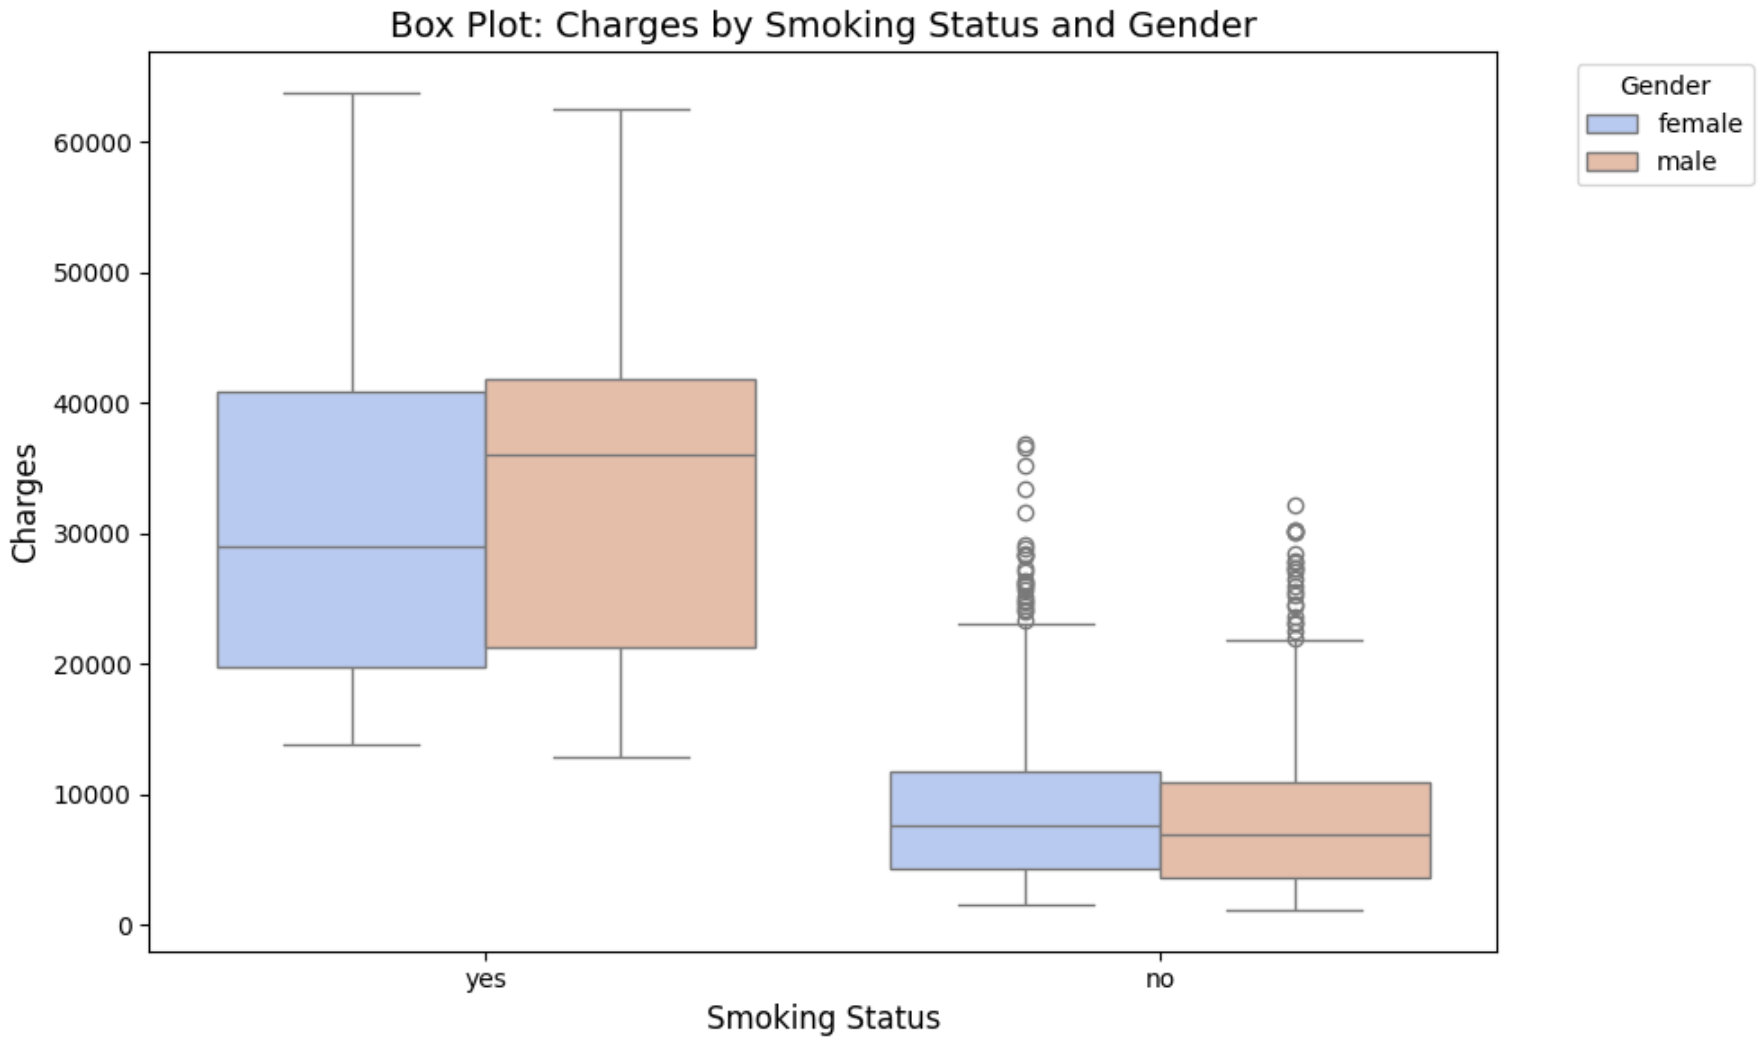 Box Plot: Charges by Smoking Status and Gender
Gender
female
male
Charges
60000
50000
40000
30000
20000
10000
0
yes
no
Smoking Status